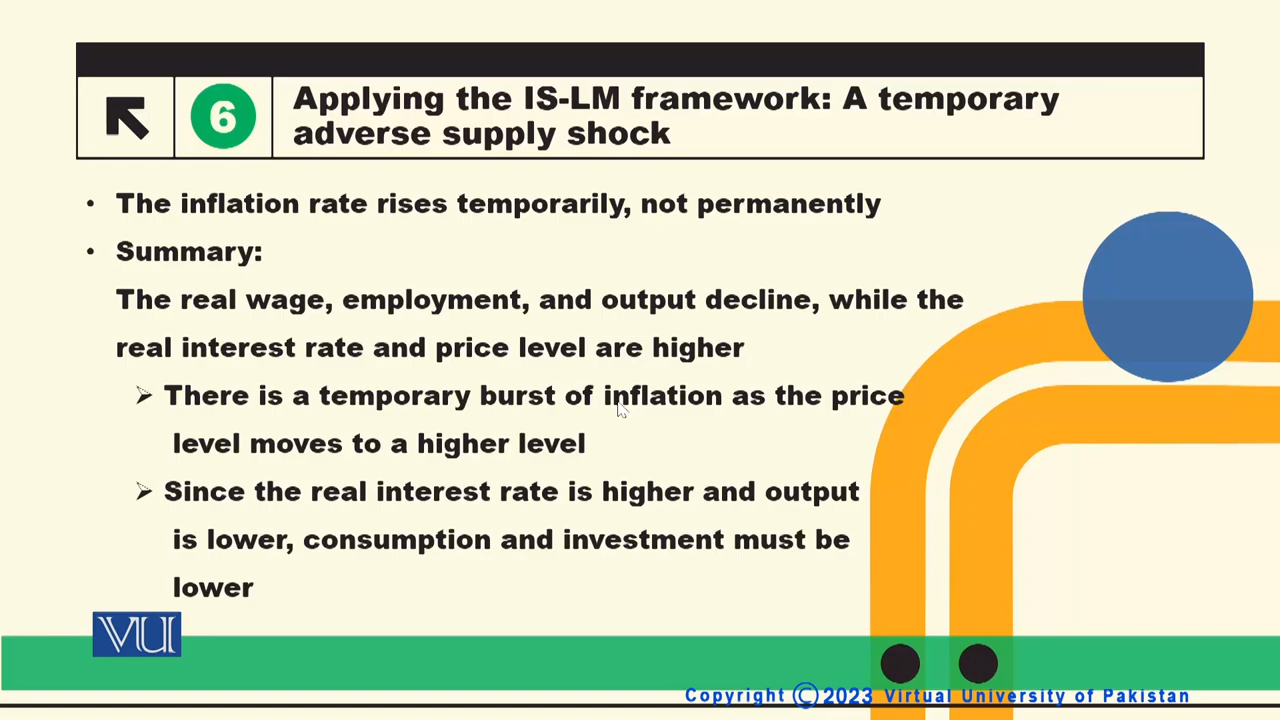 6
Applying the IS-LM framework: A temporary
adverse supply shock
• The inflation rate rises temporarily, not permanently
• Summary:
The real wage, employment, and output decline, while the
real interest rate and price level are higher
➢ There is a temporary burst of inflation as the price
level moves to a higher level
➢ Since the real interest rate is higher and output
is lower, consumption and investment must be
lower
VU
Copyright ©2023 Virtual University of Pakistan